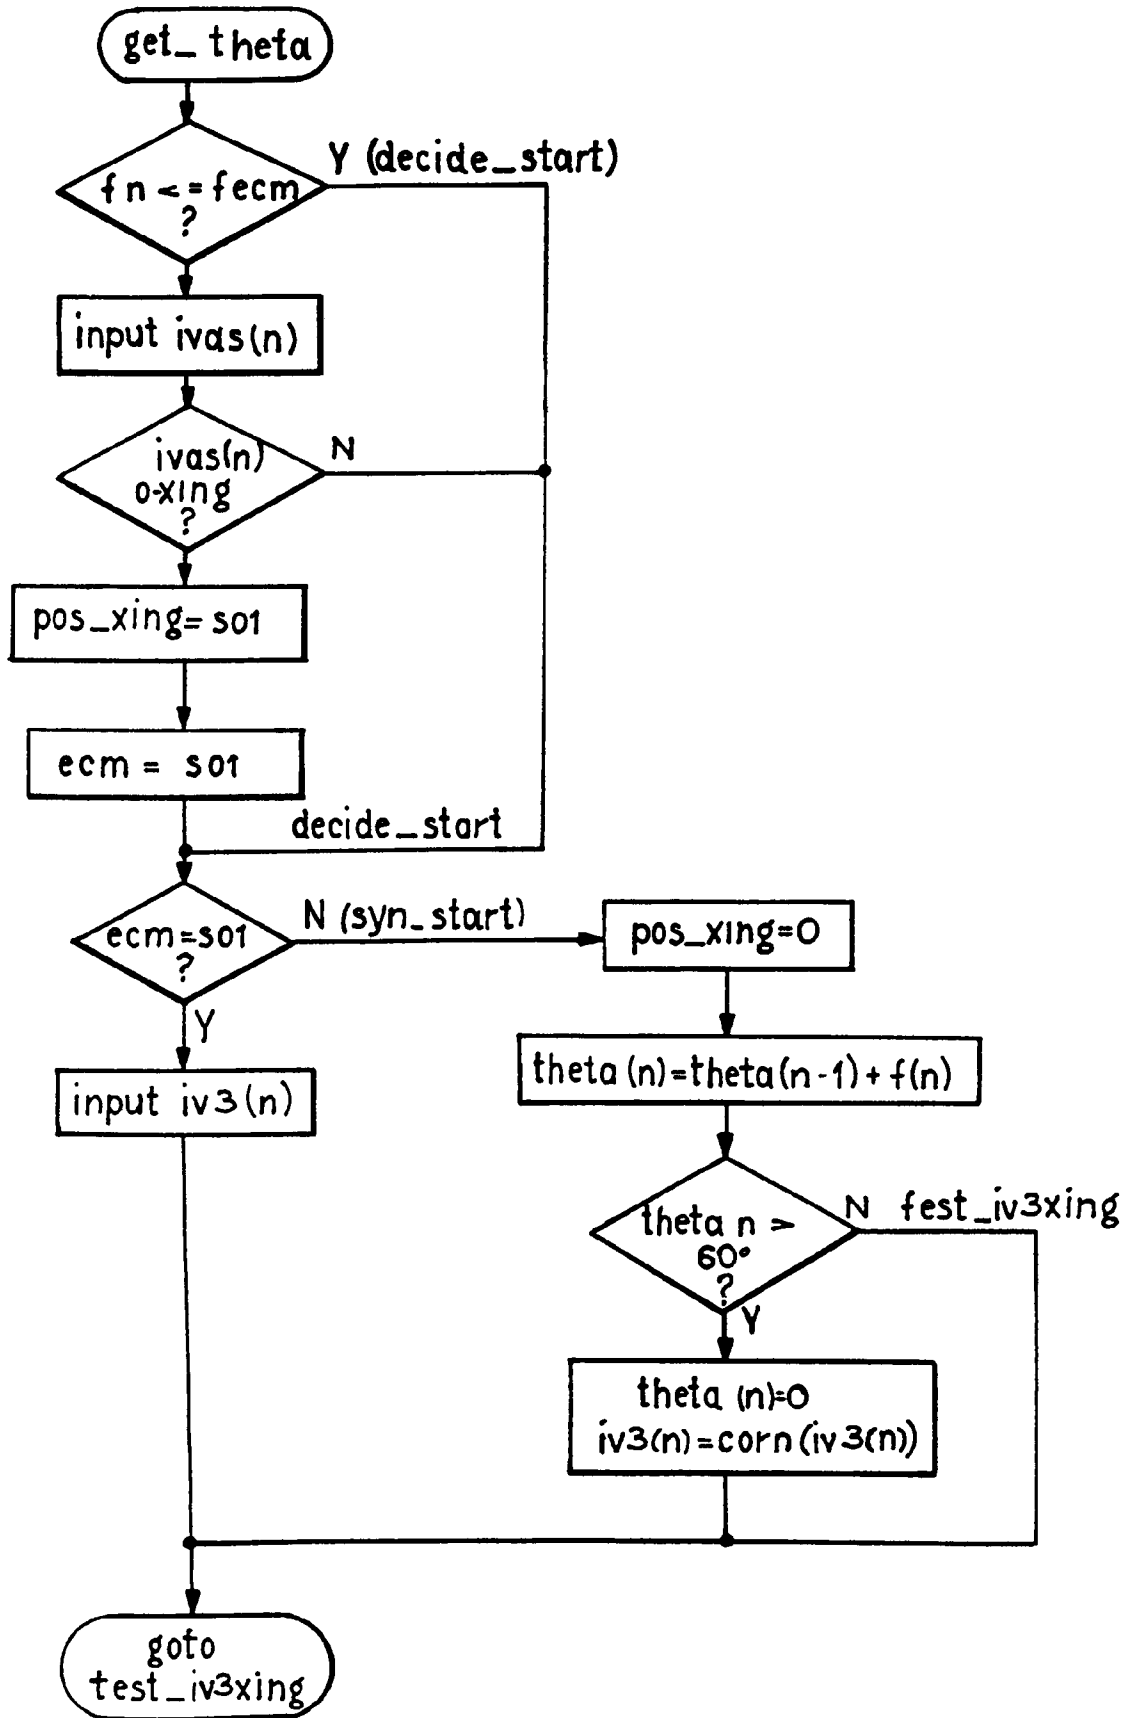 get_theta
Y (decide_start)
fn <= fecm
?
input ivas(n)
ivas(n)
0-xing
?
N
pos_xing= s01
ecm = s01
decide_start
ecm=s01
?
N (syn_start)
pos_xing=0
Y
input iv3(n)
theta(n)=theta(n-1)+f(n)
theta n >
60°
?
N fest_iv3xing
Y
theta (n)=0
iv3(n)=corn(iv3(n))
goto
test_iv3xing